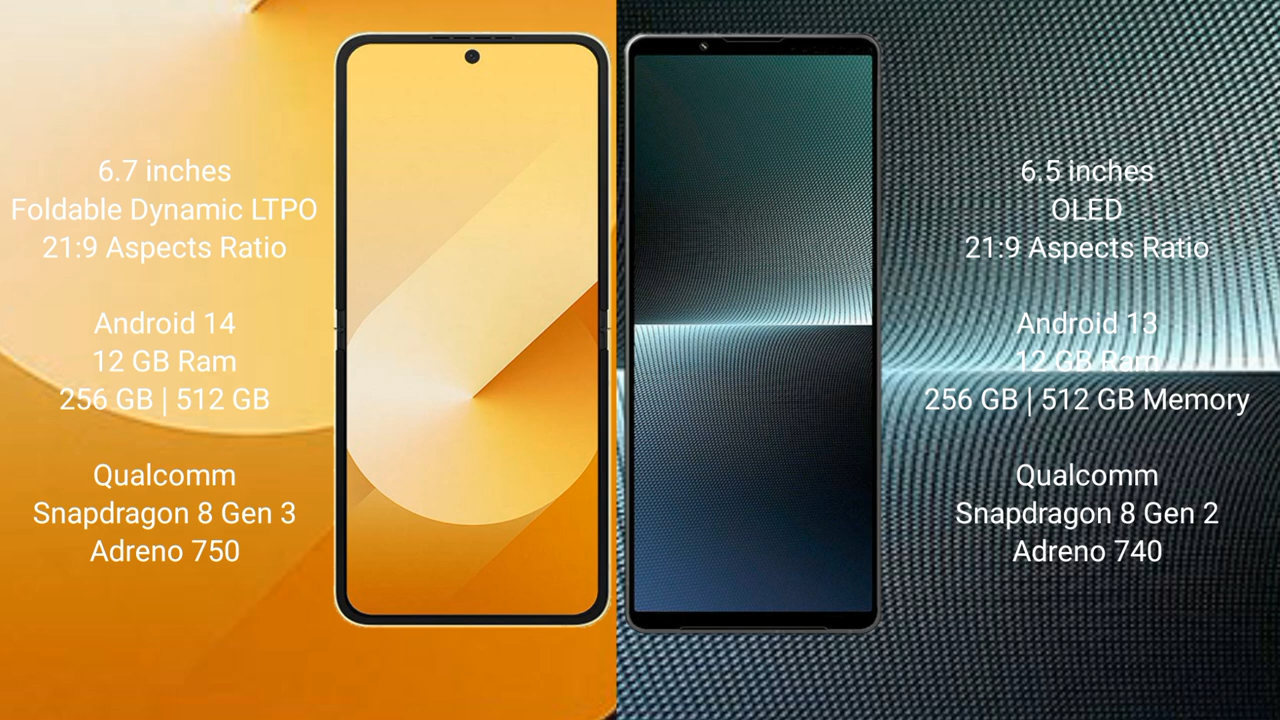 6.7 inches
Foldable Dynamic LTPO
21:9 Aspects Ratio
Android 14
12 GB Ram
256 GB | 512 GB
Qualcomm
Snapdragon 8 Gen 3
Adreno 750
6.5 inches
OLED
21:9 Aspects Ratio
Android 13
12 GB Ram
256 GB | 512 GB Memory
Qualcomm
Snapdragon 8 Gen 2
Adreno 740